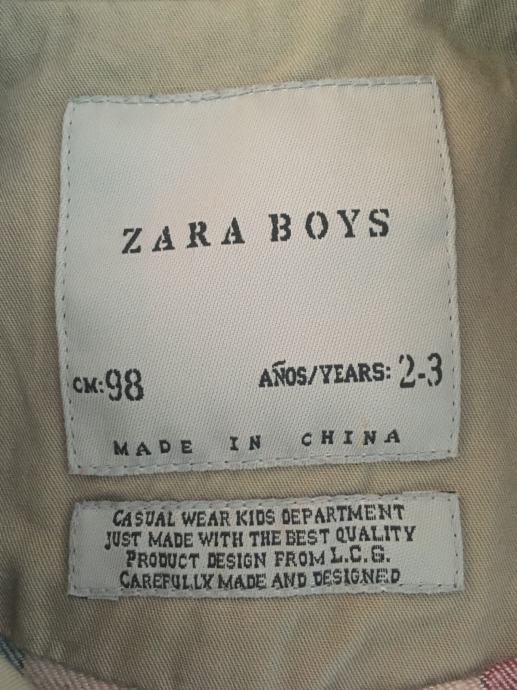 ZARA BOYS
CM: 98 AÑOS/YEARS: 2-3
MADE IN CHINA
CASUAL WEAR KIDS DEPARTMENT
JUST MADE WITH THE BEST QUALITY
PRODUCT DESIGN FROM L.C.G.
CAREFULLY MADE AND DESIGNED